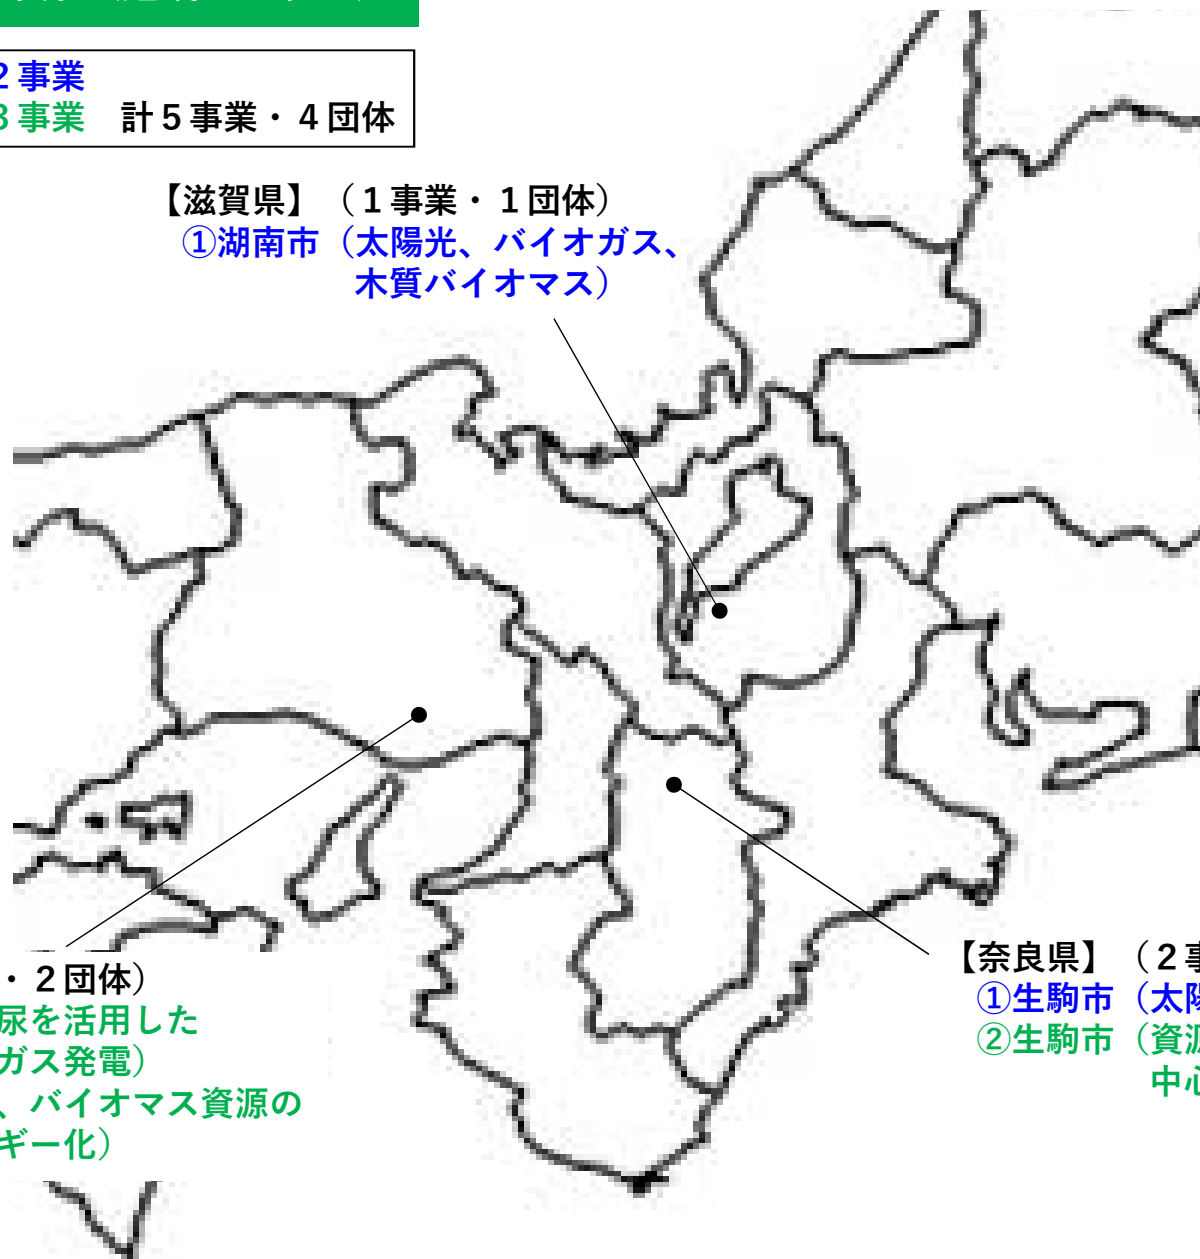 ２事業
３事業　計５事業・４団体
【滋賀県】（１事業・１団体）
①湖南市（太陽光、バイオガス、
木質バイオマス）
・２団体）
尿を活用した
ガス発電）
、バイオマス資源の
ギー化）
【奈良県】（２事
①生駒市（太陽
②生駒市（資源
中心